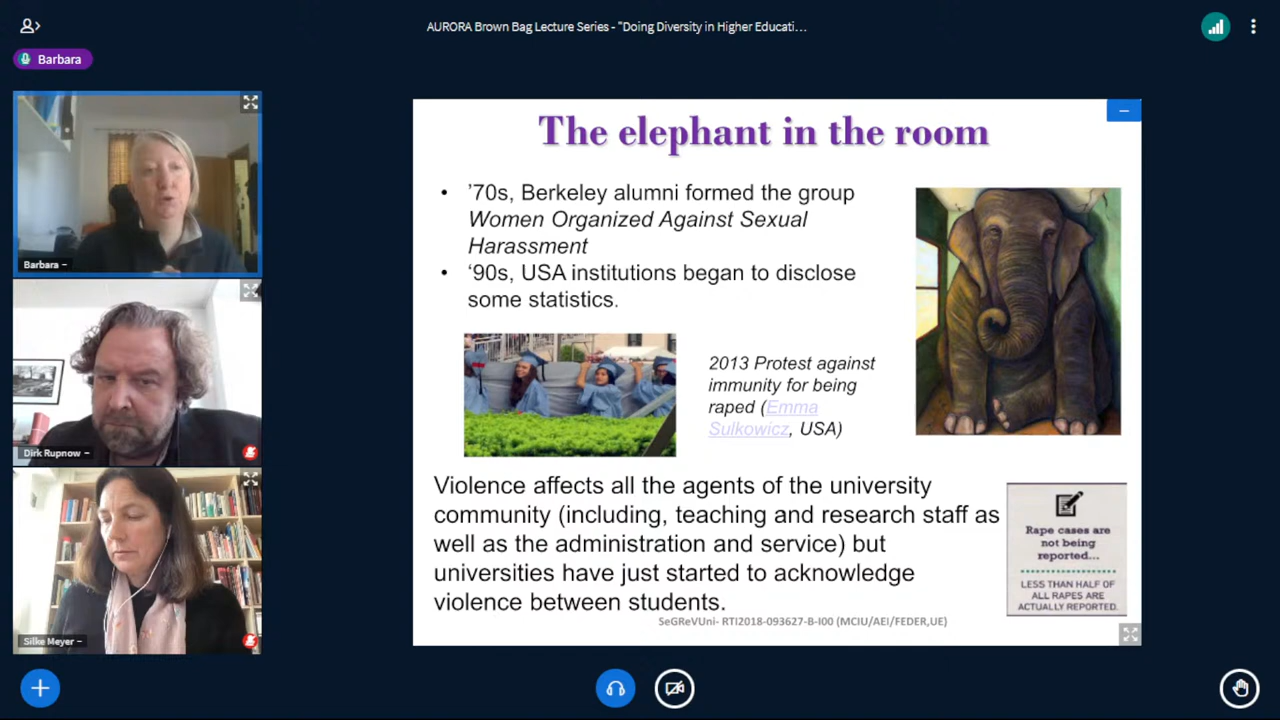 AURORA Brown Bag Lecture Series - "Doing Diversity in Higher Educati...
Barbara
Barbara
Dirk Rupnow
Silke Meyer
The elephant in the room
• '70s, Berkeley alumni formed the group
Women Organized Against Sexual
Harassment
• ‘90s, USA institutions began to disclose
some statistics.
2013 Protest against
immunity for being
raped (Emma
Sulkowicz, USA)
Violence affects all the agents of the university
community (including, teaching and research staff as
well as the administration and service) but
universities have just started to acknowledge
violence between students.
Rape cases are
not being
reported...
LESS THAN HALF OF
ALL RAPES ARE
ACTUALLY REPORTED.
SeGReVUni- RTI2018-093627-B-I00 (MCIU/AEI/FEDER,UE)